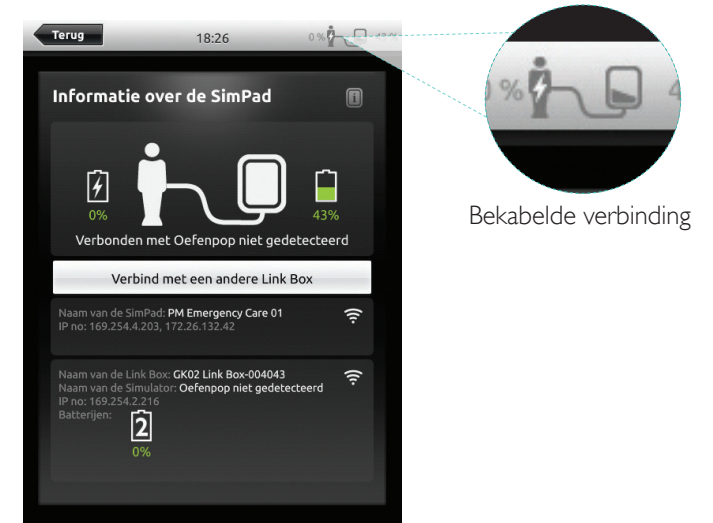 Terug
18:26
0 %
43 %
Informatie over de SimPad
0%
43%
Verbonden met Oefenpop niet gedetecteerd
Verbind met een andere Link Box
Naam van de SimPad: PM Emergency Care 01
IP no: 169.254.4.203, 172.26.132.42
Naam van de Link Box: GK02 Link Box-004043
Naam van de Simulator: Oefenpop niet gedetecteerd
IP no: 169.254.2.216
Batterijen:
2
0%
%
4
Bekabelde verbinding